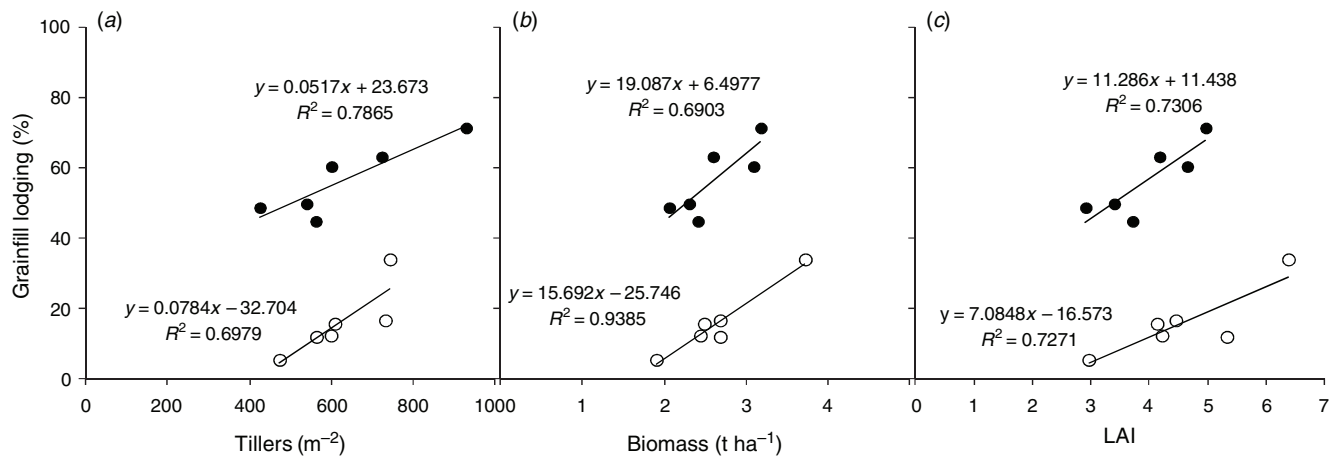 (a)
(b)
(c)
Grainfill lodging (%)
100
80
60
40
20
0
y = 0.0517x + 23.673
R² = 0.7865
y = 0.0784x − 32.704
R² = 0.6979
0 200 400 600 800 1000
Tillers (m⁻²)
y = 19.087x + 6.4977
R² = 0.6903
y = 15.692x − 25.746
R² = 0.9385
1 2 3 4
Biomass (t ha⁻¹)
y = 11.286x + 11.438
R² = 0.7306
y = 7.0848x − 16.573
R² = 0.7271
0 1 2 3 4 5 6 7
LAI